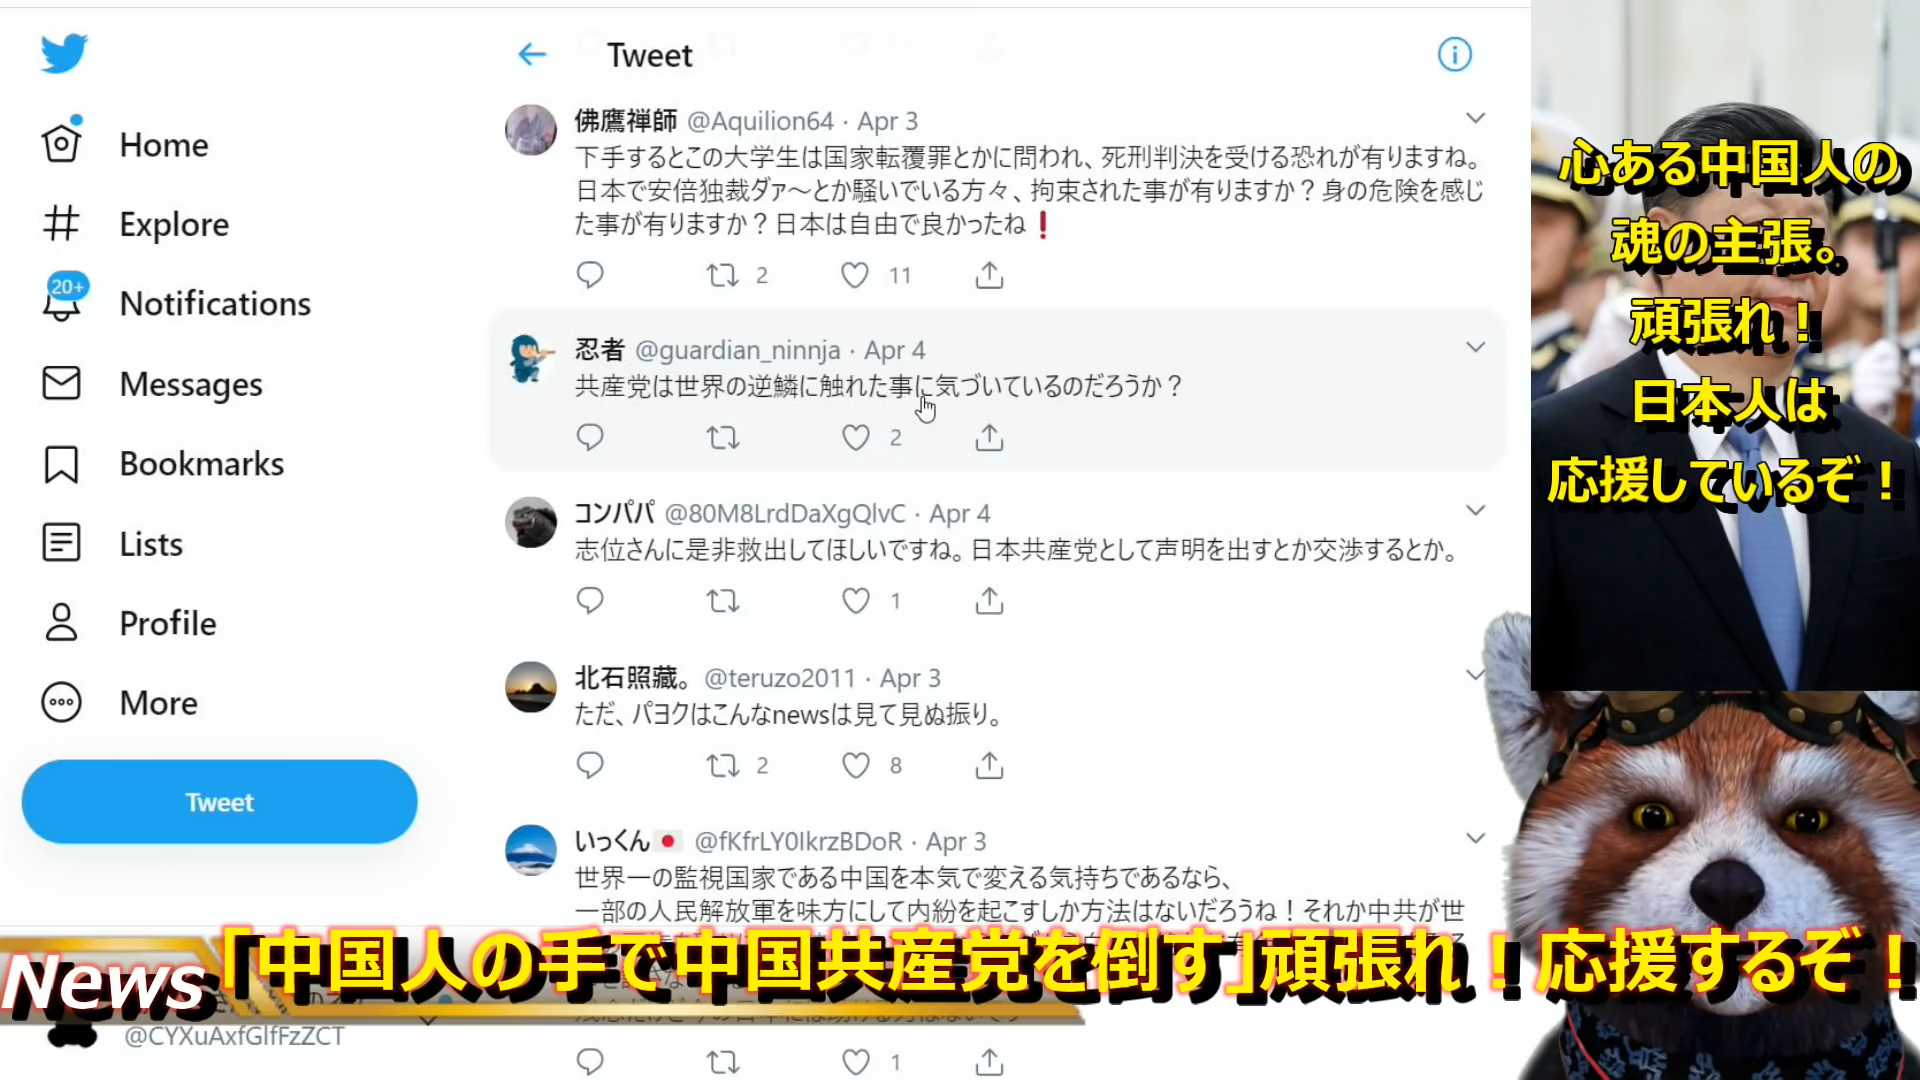 Tweet
Home
Explore
20+
Notifications
Messages
Bookmarks
Lists
Profile
More
Tweet
佛鷹禅師 @Aquilion64 · Apr 3
下手するとこの大学生は国家転覆罪とかに問われ、死刑判決を受ける恐れが有りますね。
日本で安倍独裁ダァ〜とか騒いでいる方々、拘束された事が有りますか？身の危険を感じ
た事が有りますか？日本は自由で良かったね❗
2 11
忍者 @guardian_ninnja · Apr 4
共産党は世界の逆鱗に触れた事に気づいているのだろうか？
2
コンパパ @80M8LrdDaXgQlvC · Apr 4
志位さんに是非救出してほしいですね。日本共産党として声明を出すとか交渉するとか。
1
北石照藏。 @teruzo2011 · Apr 3
ただ、パヨクはこんなnewsは見て見ぬ振り。
2 8
いっくん🇯🇵 @fKfrLY0IkrzBDoR · Apr 3
世界一の監視国家である中国を本気で変える気持ちであるなら、
一部の人民解放軍を味方にして内紛を起こすしか方法はないだろうね！それか中共が世
1
@CYXuAxfGlfFzZCT
心ある中国人の
魂の主張。
頑張れ！
日本人は
応援しているぞ！
News
「中国人の手で中国共産党を倒す」頑張れ！応援するぞ！